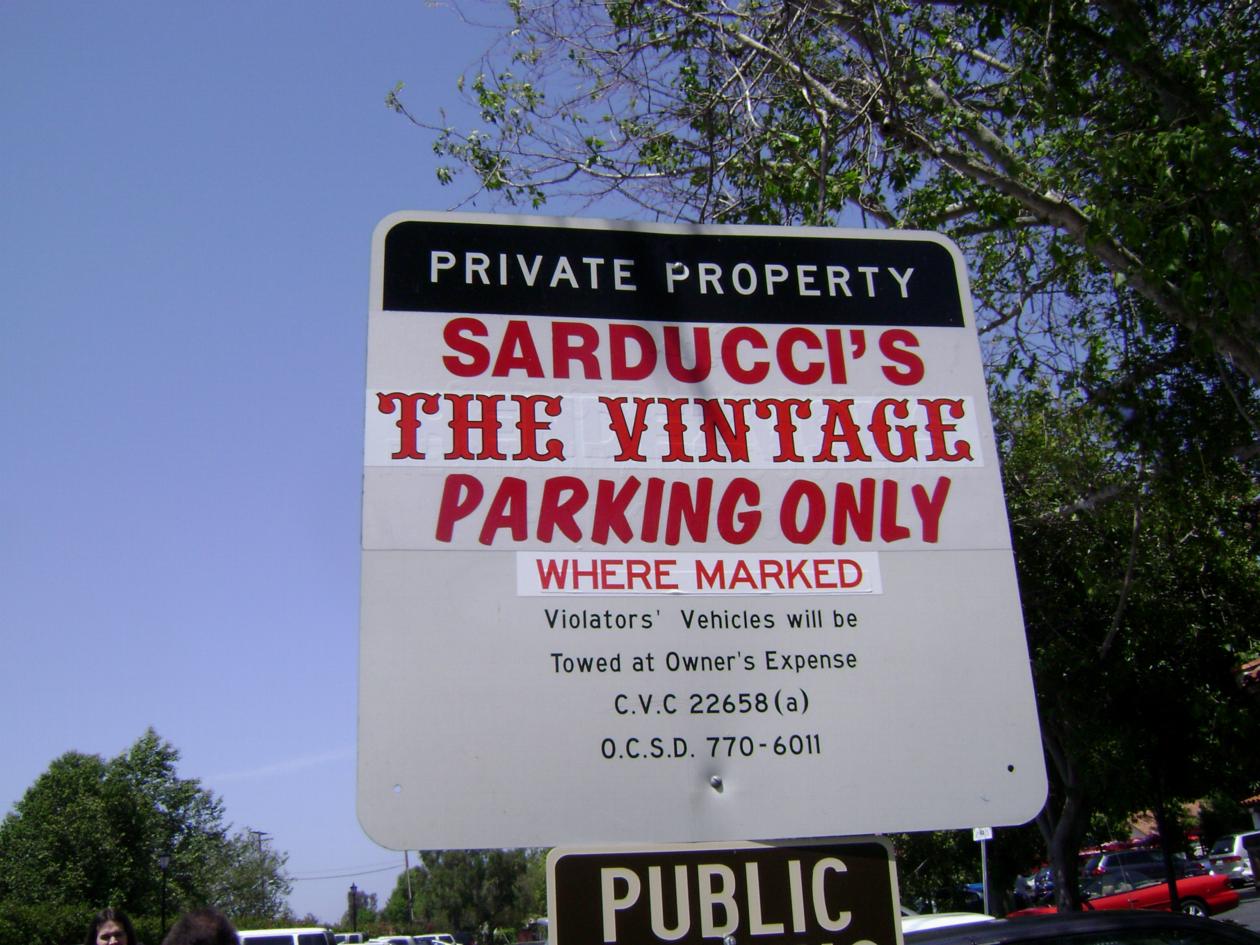 PRIVATE PROPERTY
SARDUCCI'S
THE VINTAGE
PARKING ONLY
WHERE MARKED
Violators' Vehicles will be
Towed at Owner's Expense
C.V.C 22658(a)
O.C.S.D. 770-6011
PUBLIC